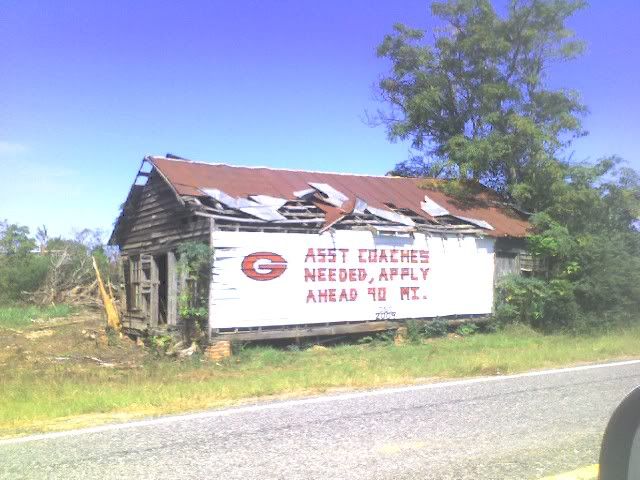 G
ASST COACHES
NEEDED, APPLY
AHEAD 90 MI.